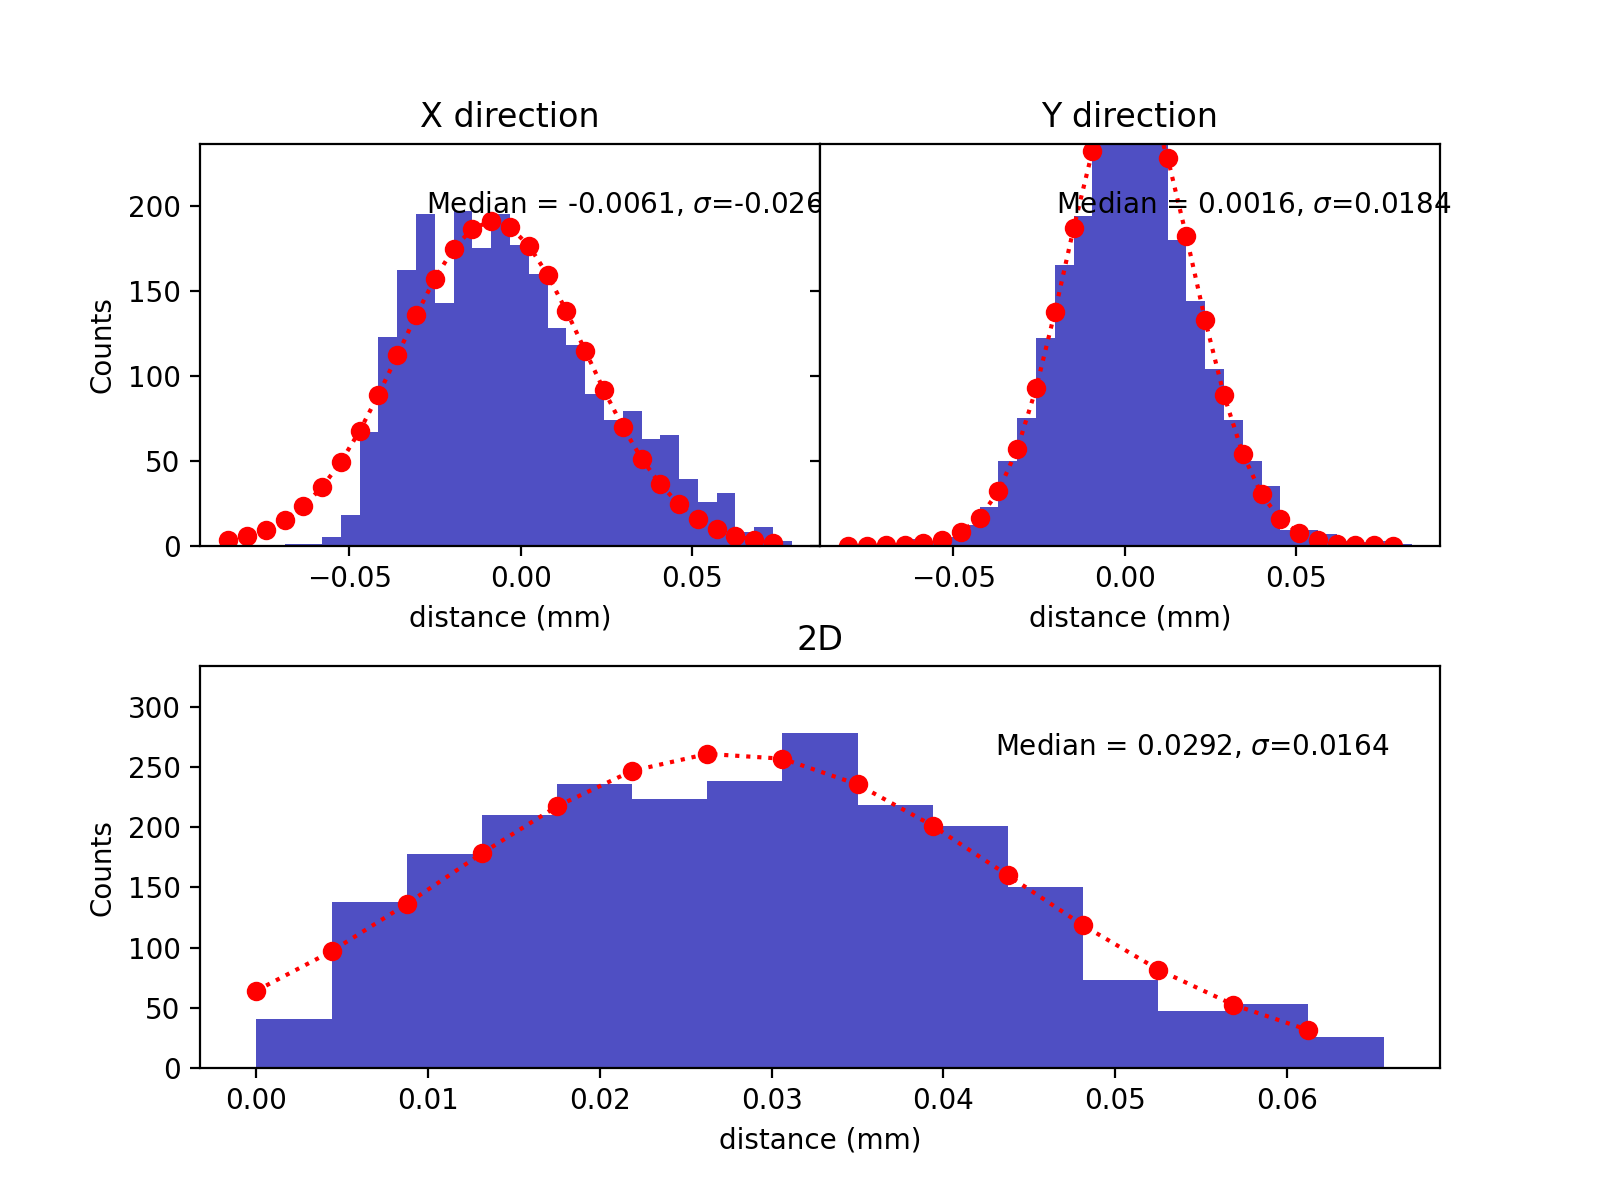 X direction
Y direction
Median = -0.0061, σ=-0.026
Median = 0.0016, σ=0.0184
Counts
200
150
100
50
0
−0.05
0.00
0.05
−0.05
0.00
0.05
distance (mm)
distance (mm)
2D
Median = 0.0292, σ=0.0164
Counts
300
250
200
150
100
50
0
0.00
0.01
0.02
0.03
0.04
0.05
0.06
distance (mm)